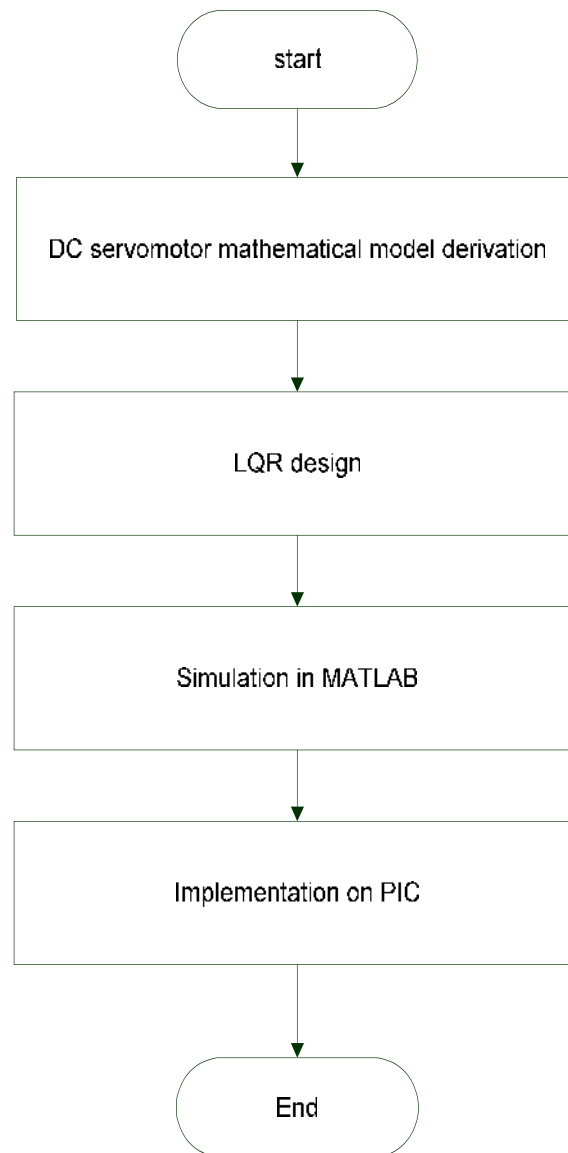 start
DC servomotor mathematical model derivation
LQR design
Simulation in MATLAB
Implementation on PIC
End